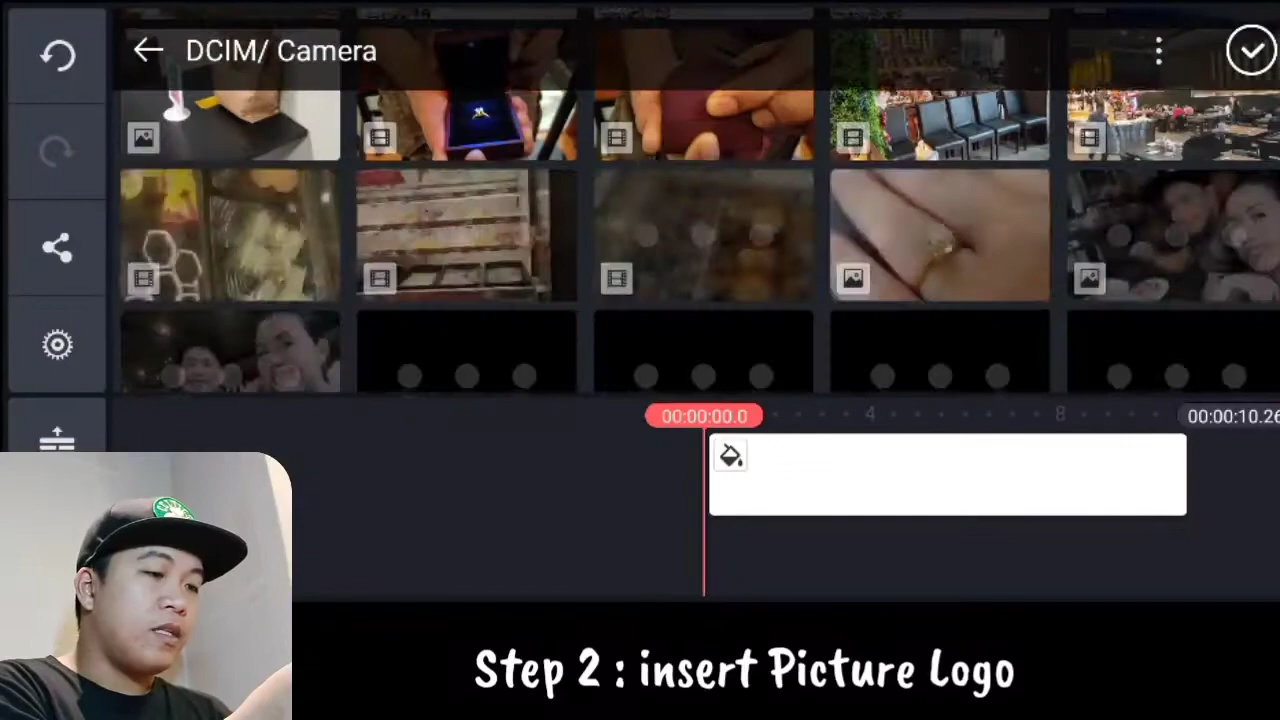 DCIM/ Camera
00:00:00.0
4
8
00:00:10.26
Step 2 : insert Picture Logo